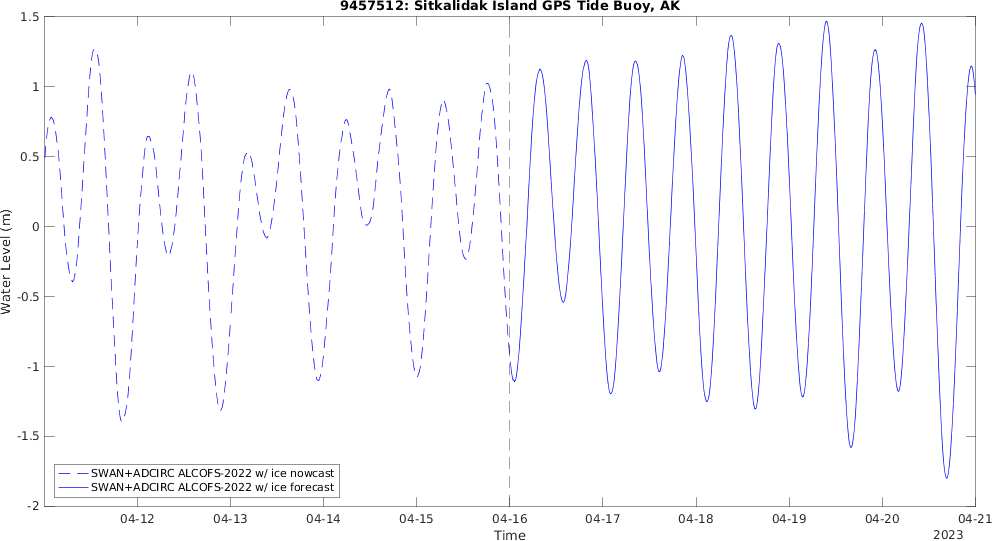 9457512: Sitkalidak Island GPS Tide Buoy, AK
1.5
1
0.5
0
-0.5
-1
-1.5
-2
Water Level (m)
SWAN+ADCIRC ALCOFS-2022 w/ ice nowcast
SWAN+ADCIRC ALCOFS-2022 w/ ice forecast
04-12 04-13 04-14 04-15 04-16 04-17 04-18 04-19 04-20 04-21
Time
2023